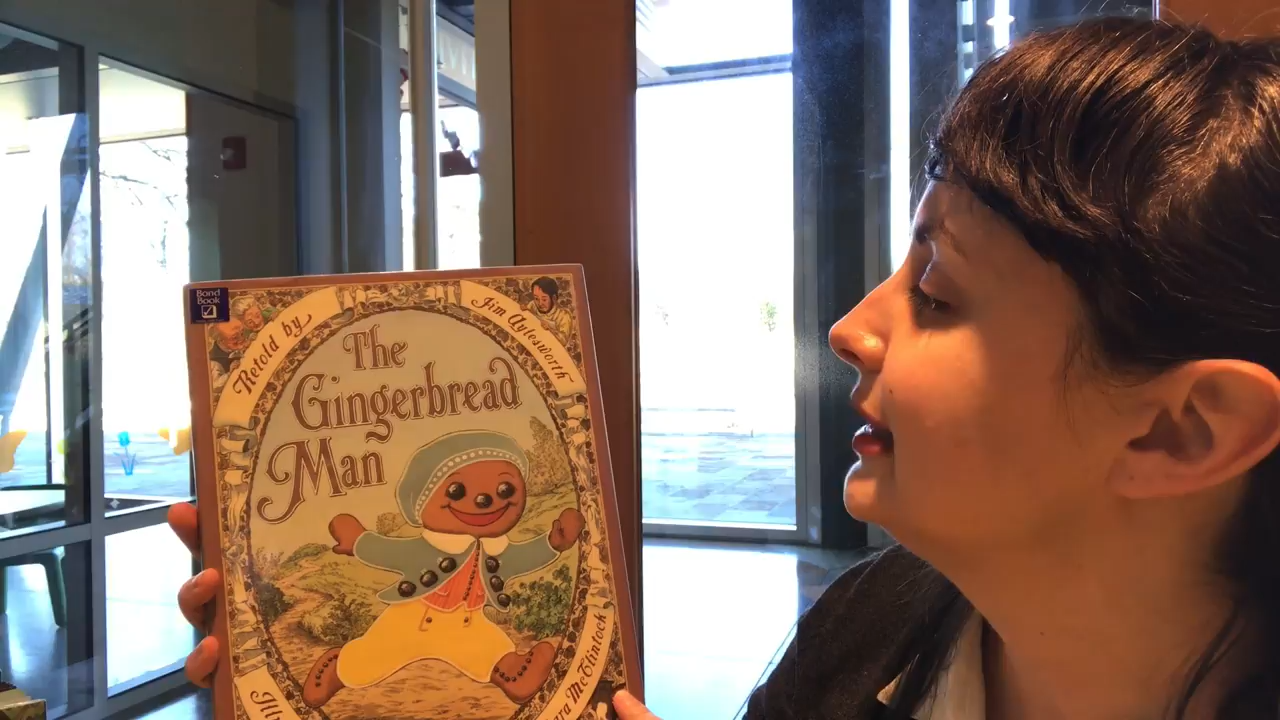 Bond
Book
Retold by
Jim Aylesworth
The
Gingerbread
Man
McClintock